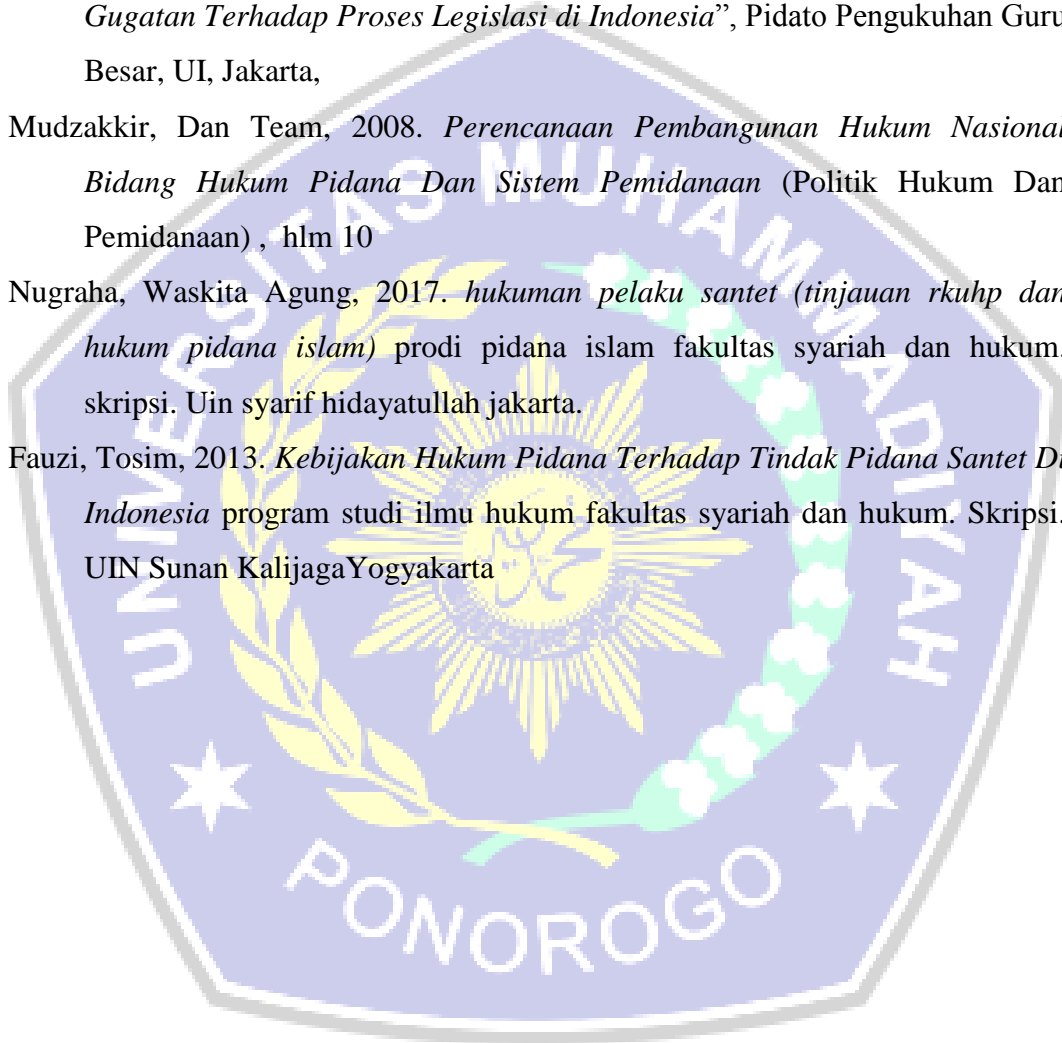 Gugatan Terhadap Proses Legislasi di Indonesia”, Pidato Pengukuhan Guru
Besar, UI, Jakarta,
Mudzakkir, Dan Team, 2008. Perencanaan Pembangunan Hukum Nasional
Bidang Hukum Pidana Dan Sistem Pemidanaan (Politik Hukum Dan
Pemidanaan) , hlm 10
Nugraha, Waskita Agung, 2017. hukuman pelaku santet (tinjauan rkuhp dan
hukum pidana islam) prodi pidana islam fakultas syariah dan hukum.
skripsi. Uin syarif hidayatullah jakarta.
Fauzi, Tosim, 2013. Kebijakan Hukum Pidana Terhadap Tindak Pidana Santet Di
Indonesia program studi ilmu hukum fakultas syariah dan hukum. Skripsi.
UIN Sunan KalijagaYogyakarta
UNIVERSITAS MUHAMMADIYAH
PONOROGO